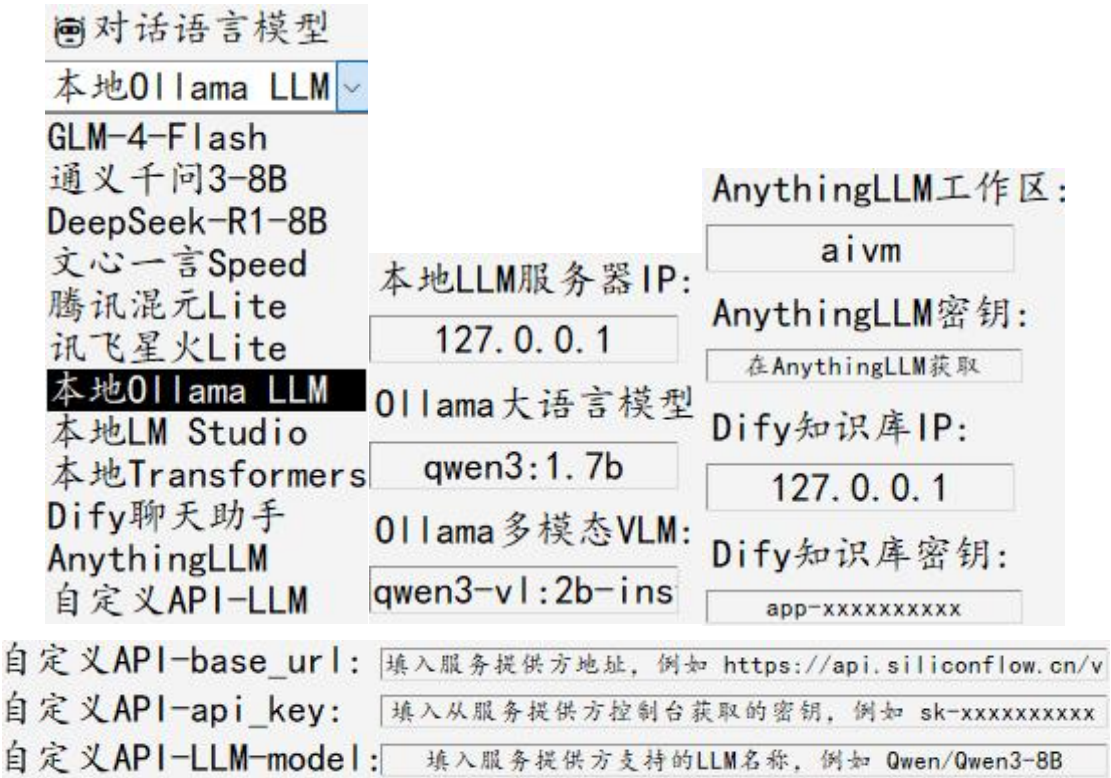 对话语言模型
本地Ollama LLM
GLM-4-Flash
通义千问3-8B
DeepSeek-R1-8B
文心一言Speed
腾讯混元Lite
讯飞星火Lite
本地Ollama LLM
本地LM Studio
本地Transformers
Dify聊天助手
AnythingLLM
自定义API-LLM
本地LLM服务器IP:
127.0.0.1
Ollama大语言模型
qwen3:1.7b
Ollama多模态VLM:
qwen3-vl:2b-ins
AnythingLLM工作区:
aivm
AnythingLLM密钥:
在AnythingLLM获取
Dify知识库IP:
127.0.0.1
Dify知识库密钥:
app-xxxxxxxxxx
自定义API-base_url: 填入服务提供方地址, 例如 https://api.siliconflow.cn/v
自定义API-api_key: 填入从服务提供方控制台获取的密钥, 例如 sk-xxxxxxxxxx
自定义API-LLM-model: 填入服务提供方支持的LLM名称, 例如 Qwen/Qwen3-8B